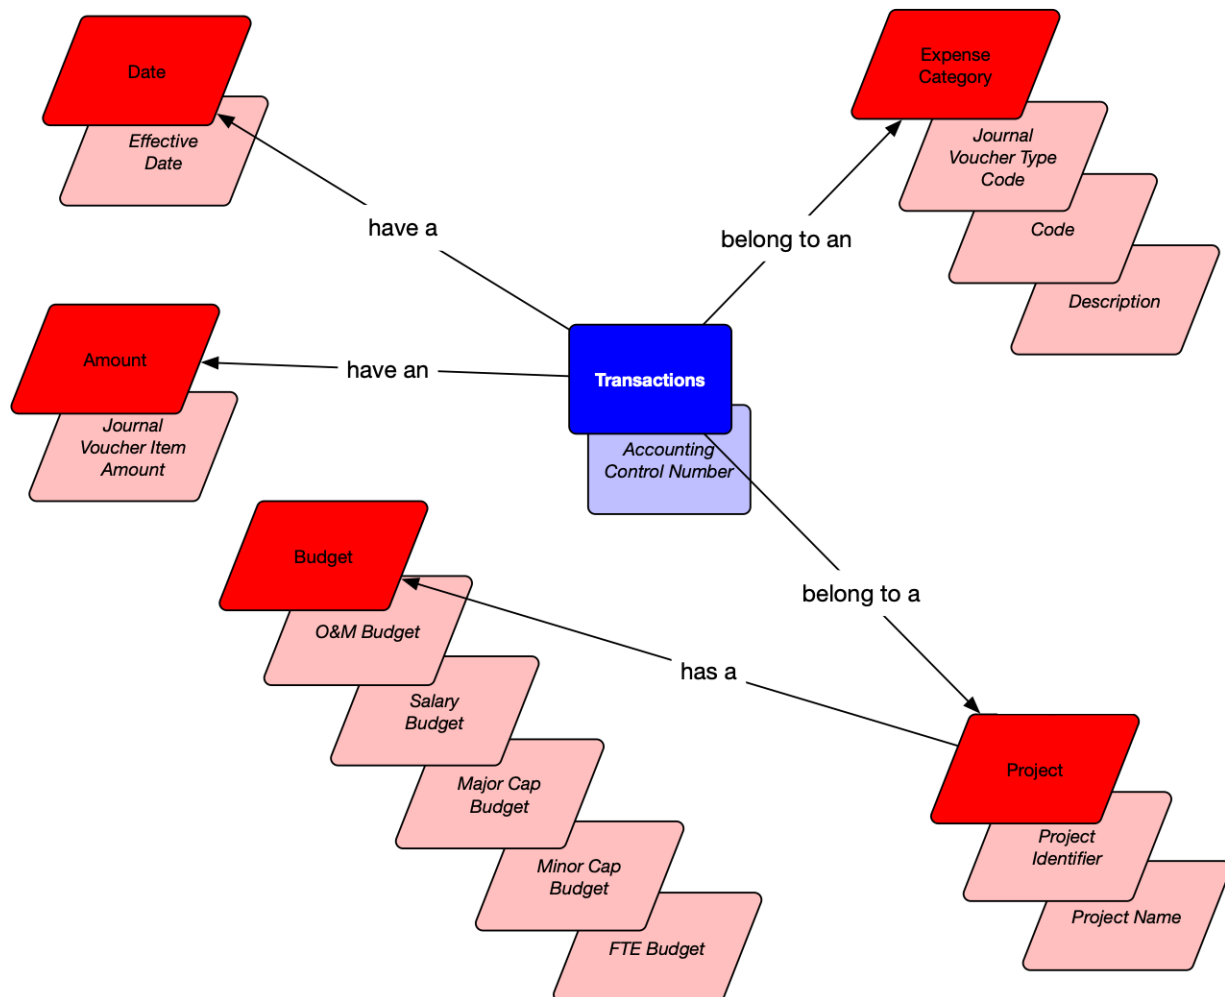 Date
Effective
Date
Expense
Category
Journal
Voucher Type
Code
Code
Description
have a
belong to an
Amount
Journal
Voucher Item
Amount
have an
Transactions
Accounting
Control Number
Budget
O&M Budget
Salary
Budget
Major Cap
Budget
Minor Cap
Budget
FTE Budget
belong to a
has a
Project
Project
Identifier
Project Name